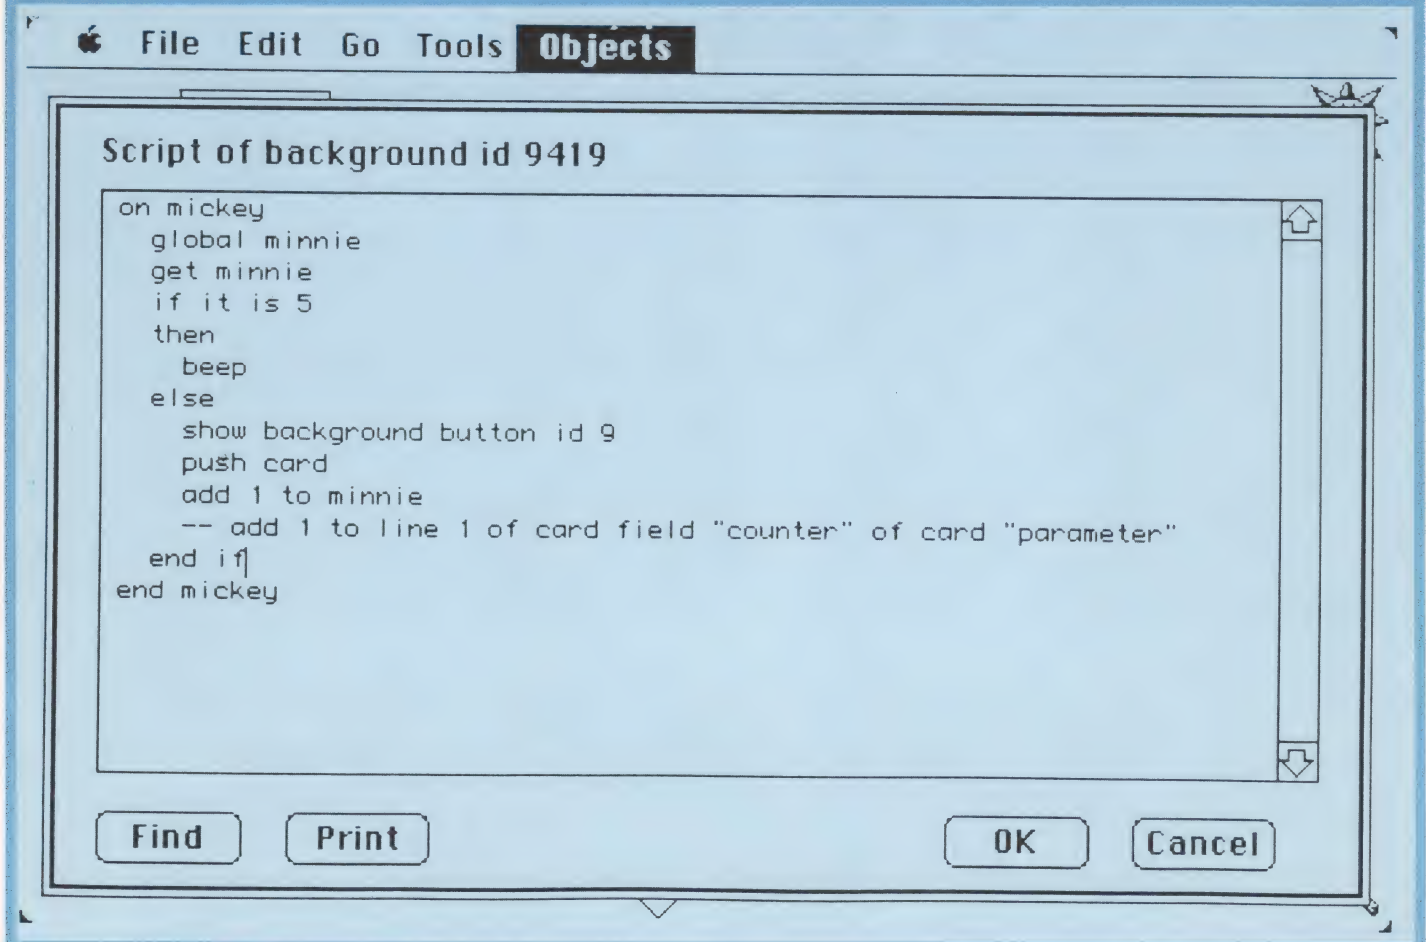 File Edit Go Tools Objects
Script of background id 9419
on mickey
global minnie
get minnie
if it is 5
then
beep
else
show background button id 9
push card
add 1 to minnie
-- add 1 to line 1 of card field "counter" of card "parameter"
end if
end mickey
Find Print OK Cancel